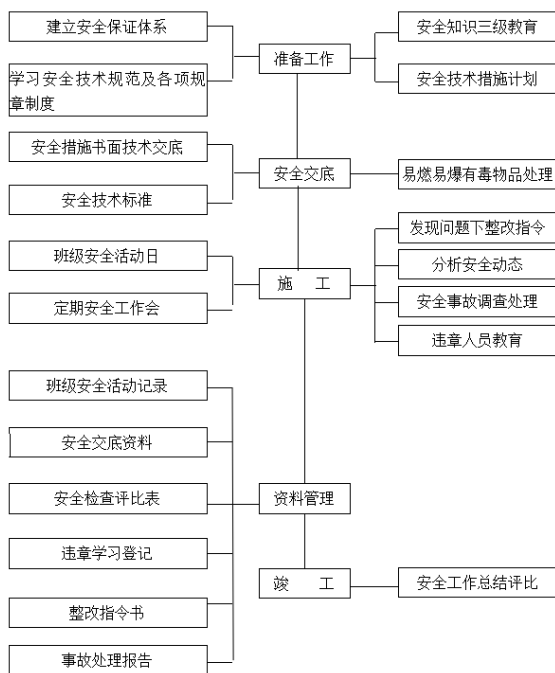 建立安全保证体系
学习安全技术规范及各项规
章制度
准备工作
安全知识三级教育
安全技术措施计划
安全措施书面技术交底
安全技术标准
安全交底
易燃易爆有毒物品处理
班级安全活动日
定期安全工作会
施 工
发现问题下整改指令
分析安全动态
安全事故调查处理
违章人员教育
班级安全活动记录
安全交底资料
安全检查评比表
违章学习登记
整改指令书
事故处理报告
资料管理
竣 工
安全工作总结评比